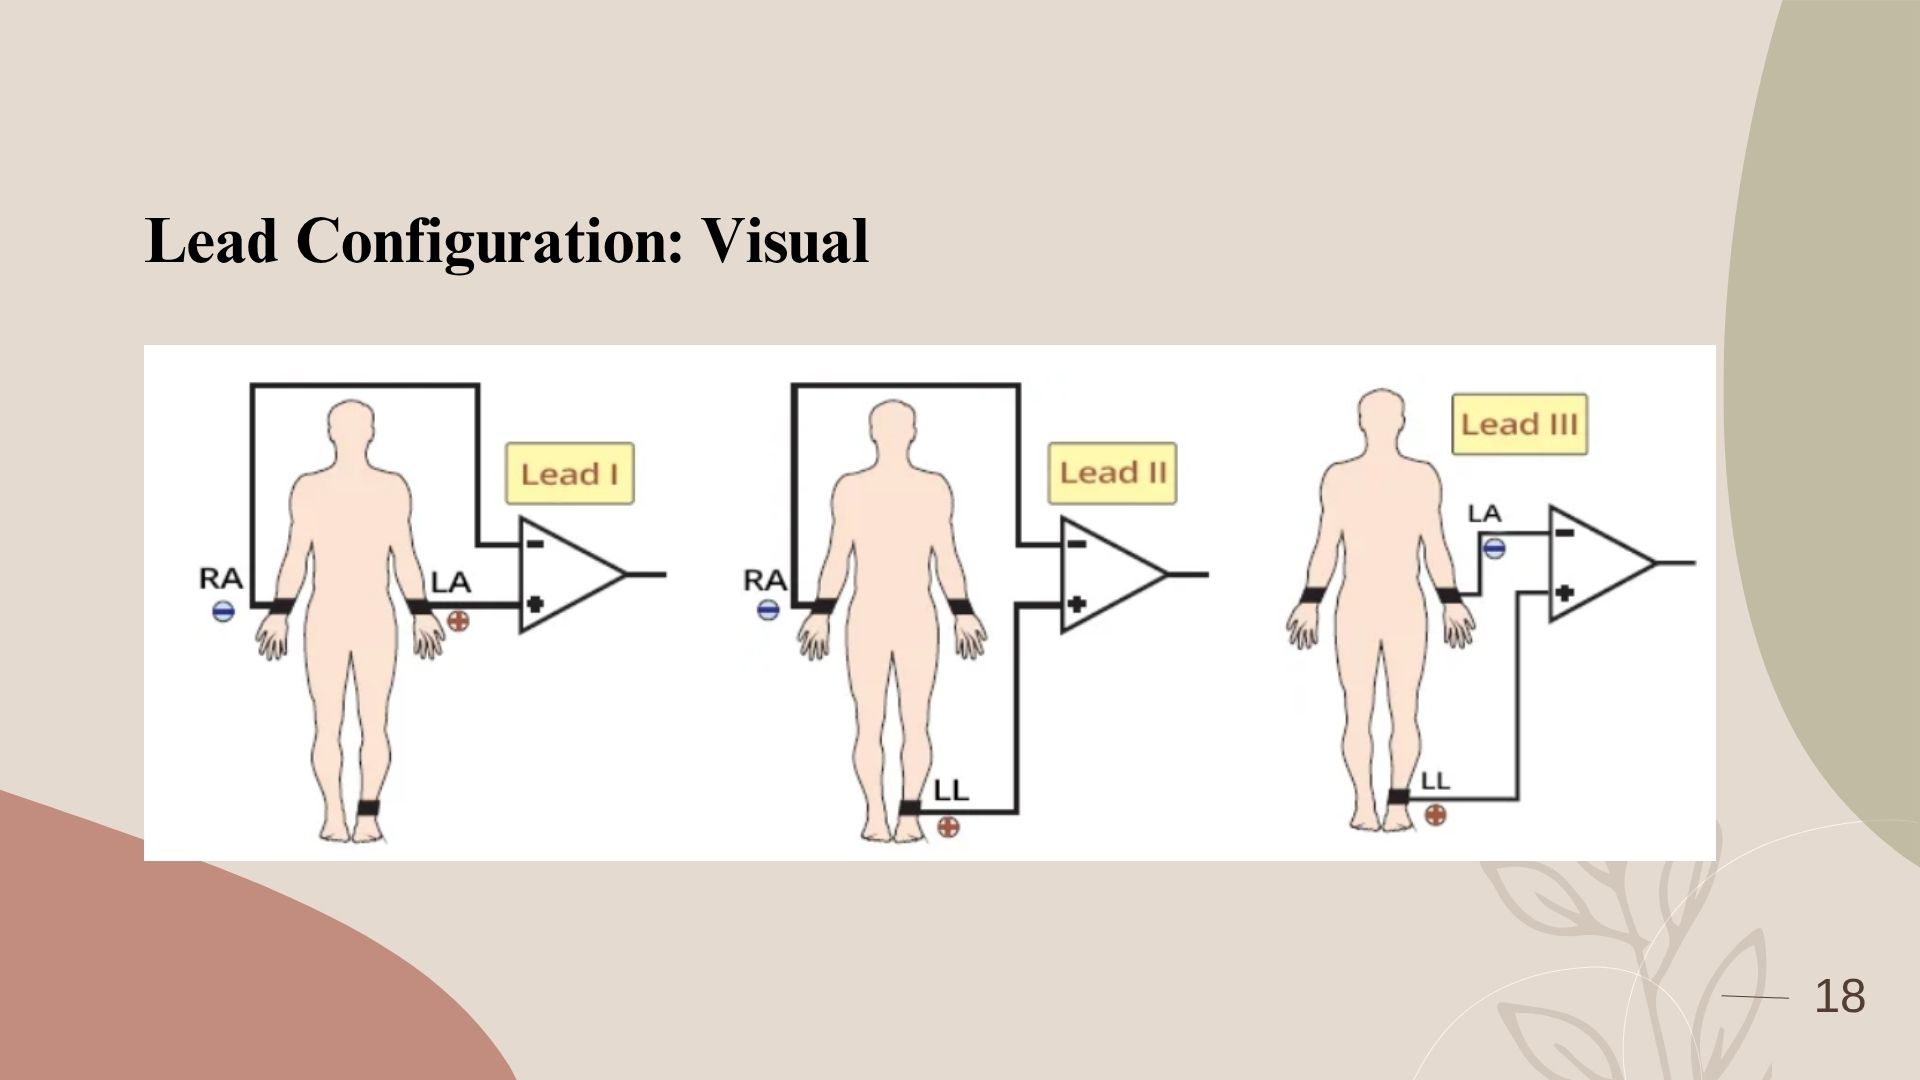 Lead Configuration: Visual
Lead I
RA
LA
Lead II
RA
LL
Lead III
LA
LL
18